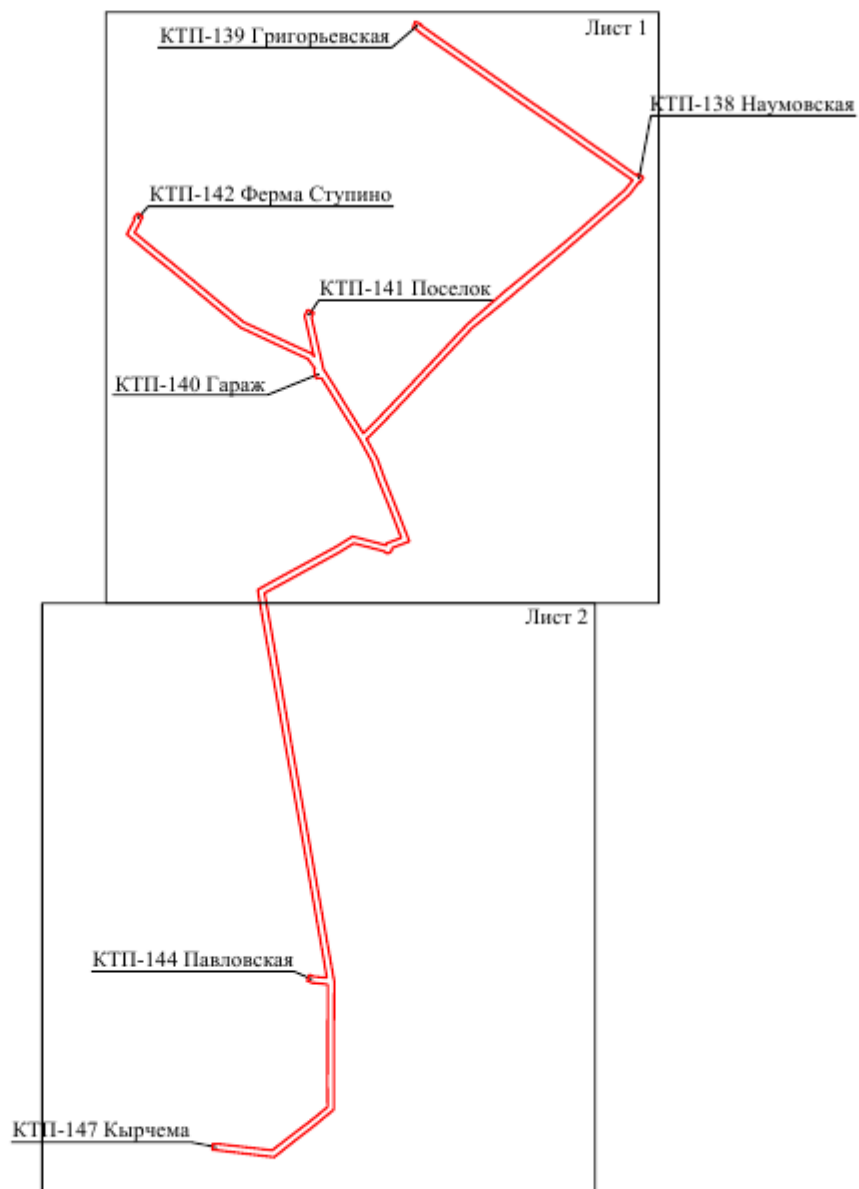 Лист 1
КТП-139 Григорьевская
КТП-138 Наумовская
КТП-142 Ферма Ступино
КТП-141 Поселок
КТП-140 Гараж
Лист 2
КТП-144 Павловская
КТП-147 Кырчема